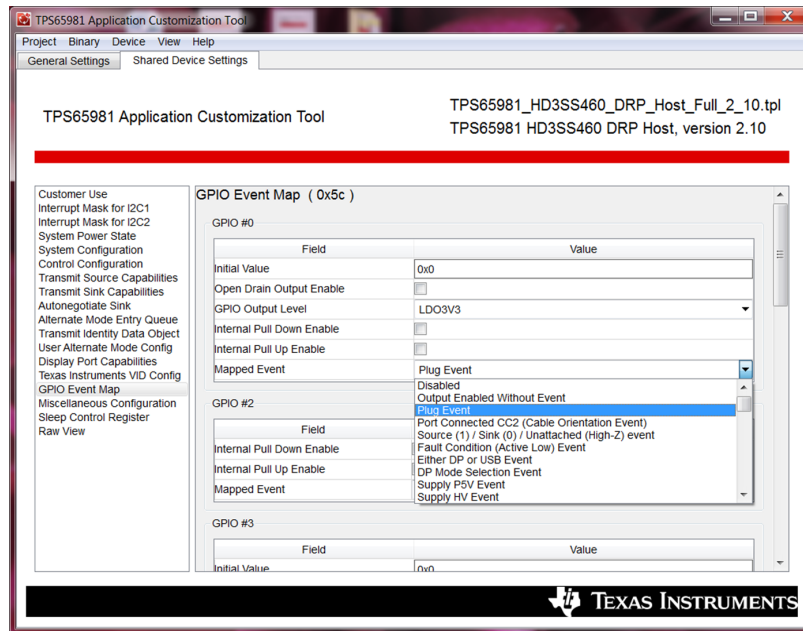 TPS65981 Application Customization Tool
Project Binary Device View Help
General Settings Shared Device Settings
TPS65981 Application Customization Tool
TPS65981_HD3SS460_DRP_Host_Full_2_10.tpl
TPS65981 HD3SS460 DRP Host, version 2.10
Customer Use
Interrupt Mask for I2C1
Interrupt Mask for I2C2
System Power State
System Configuration
Control Configuration
Transmit Source Capabilities
Transmit Sink Capabilities
Autonegotiate Sink
Alternate Mode Entry Queue
Transmit Identity Data Object
User Alternate Mode Config
Display Port Capabilities
Texas Instruments VID Config
GPIO Event Map
Miscellaneous Configuration
Sleep Control Register
Raw View
GPIO Event Map ( 0x5c )
GPIO #0
Field Value
Initial Value 0x0
Open Drain Output Enable
GPIO Output Level LDO3V3
Internal Pull Down Enable
Internal Pull Up Enable
Mapped Event Plug Event
Disabled
Output Enabled Without Event
Plug Event
Port Connected CC2 (Cable Orientation Event)
Source (1) / Sink (0) / Unattached (High-Z) event
Fault Condition (Active Low) Event
Either DP or USB Event
DP Mode Selection Event
Supply P5V Event
Supply HV Event
GPIO #2
Field
Internal Pull Down Enable
Internal Pull Up Enable
Mapped Event
GPIO #3
Field Value
Initial Value 0x0
TEXAS INSTRUMENTS